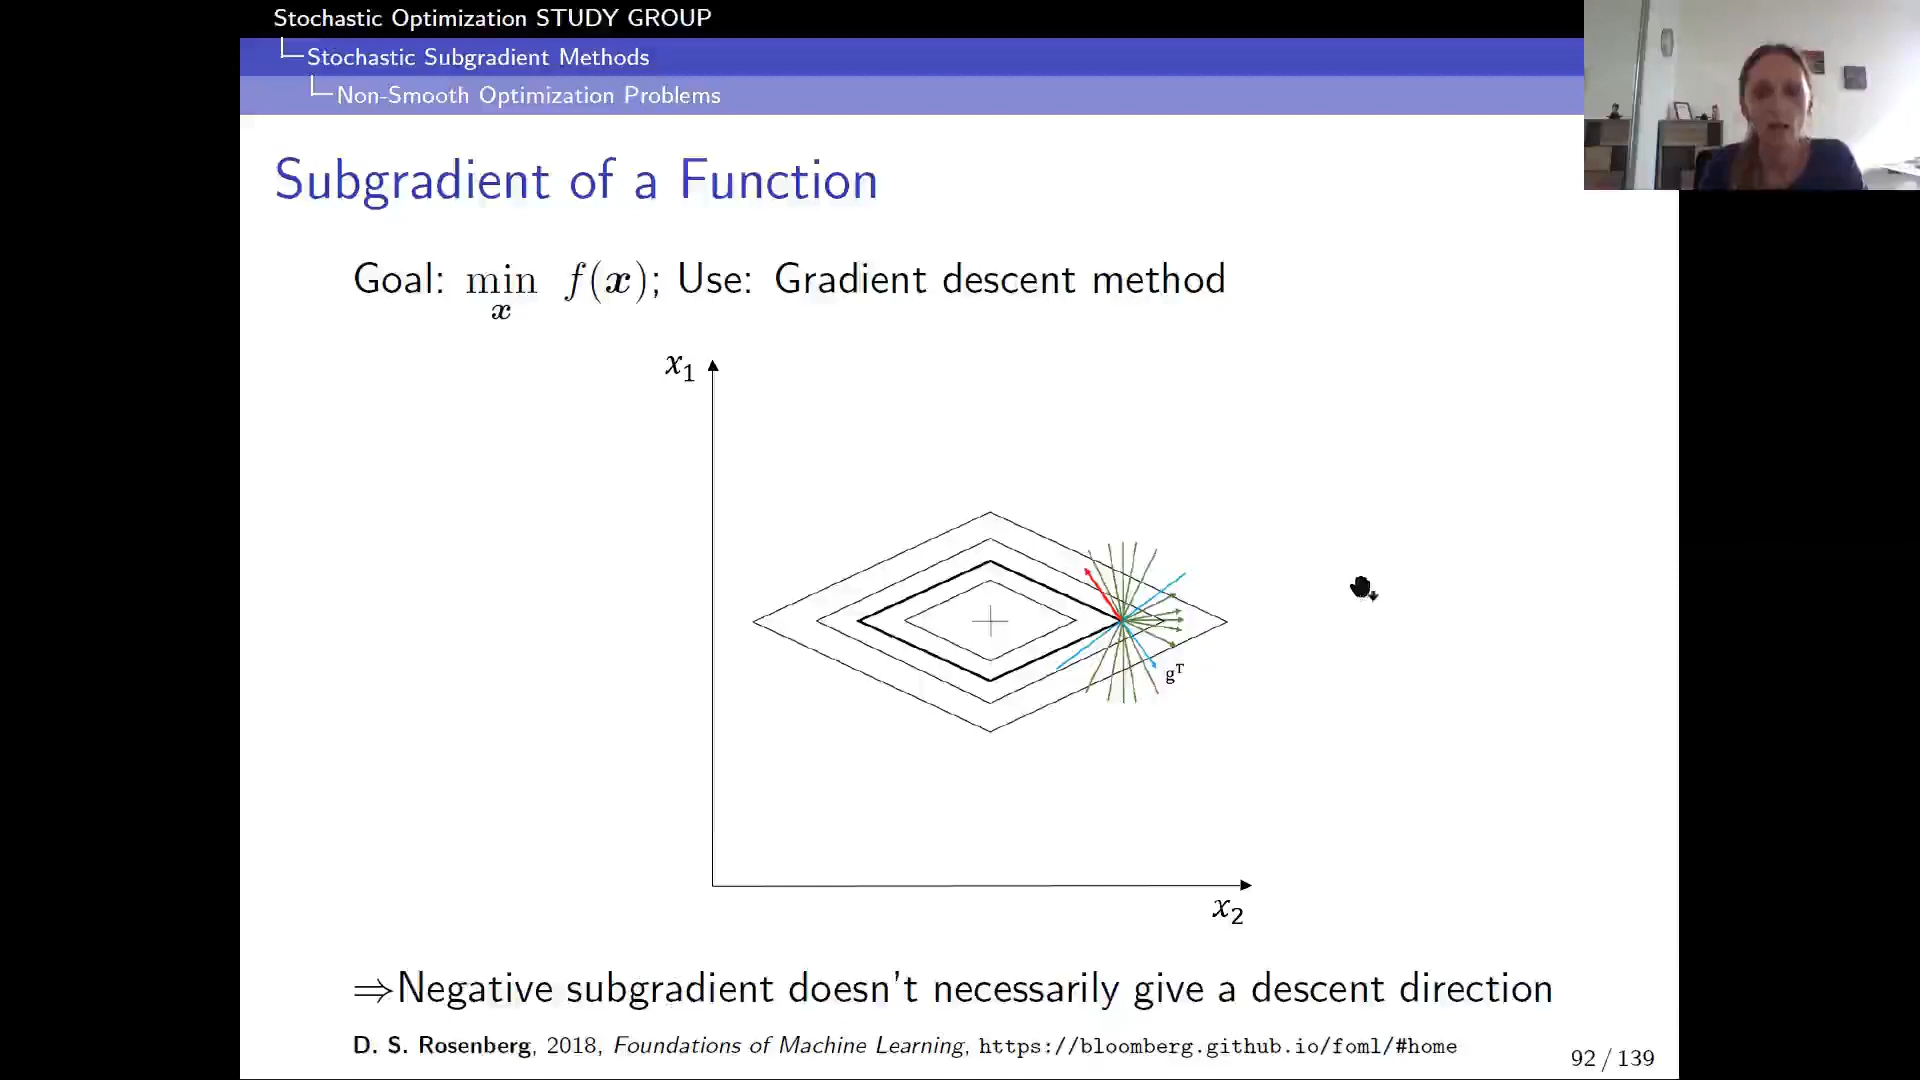 Stochastic Optimization STUDY GROUP
Stochastic Subgradient Methods
Non-Smooth Optimization Problems
Subgradient of a Function
Goal: min f(x); Use: Gradient descent method
x
x₁
gᵀ
x₂
⇒Negative subgradient doesn't necessarily give a descent direction
D. S. Rosenberg, 2018, Foundations of Machine Learning, https://bloomberg.github.io/foml/#home
92 / 139